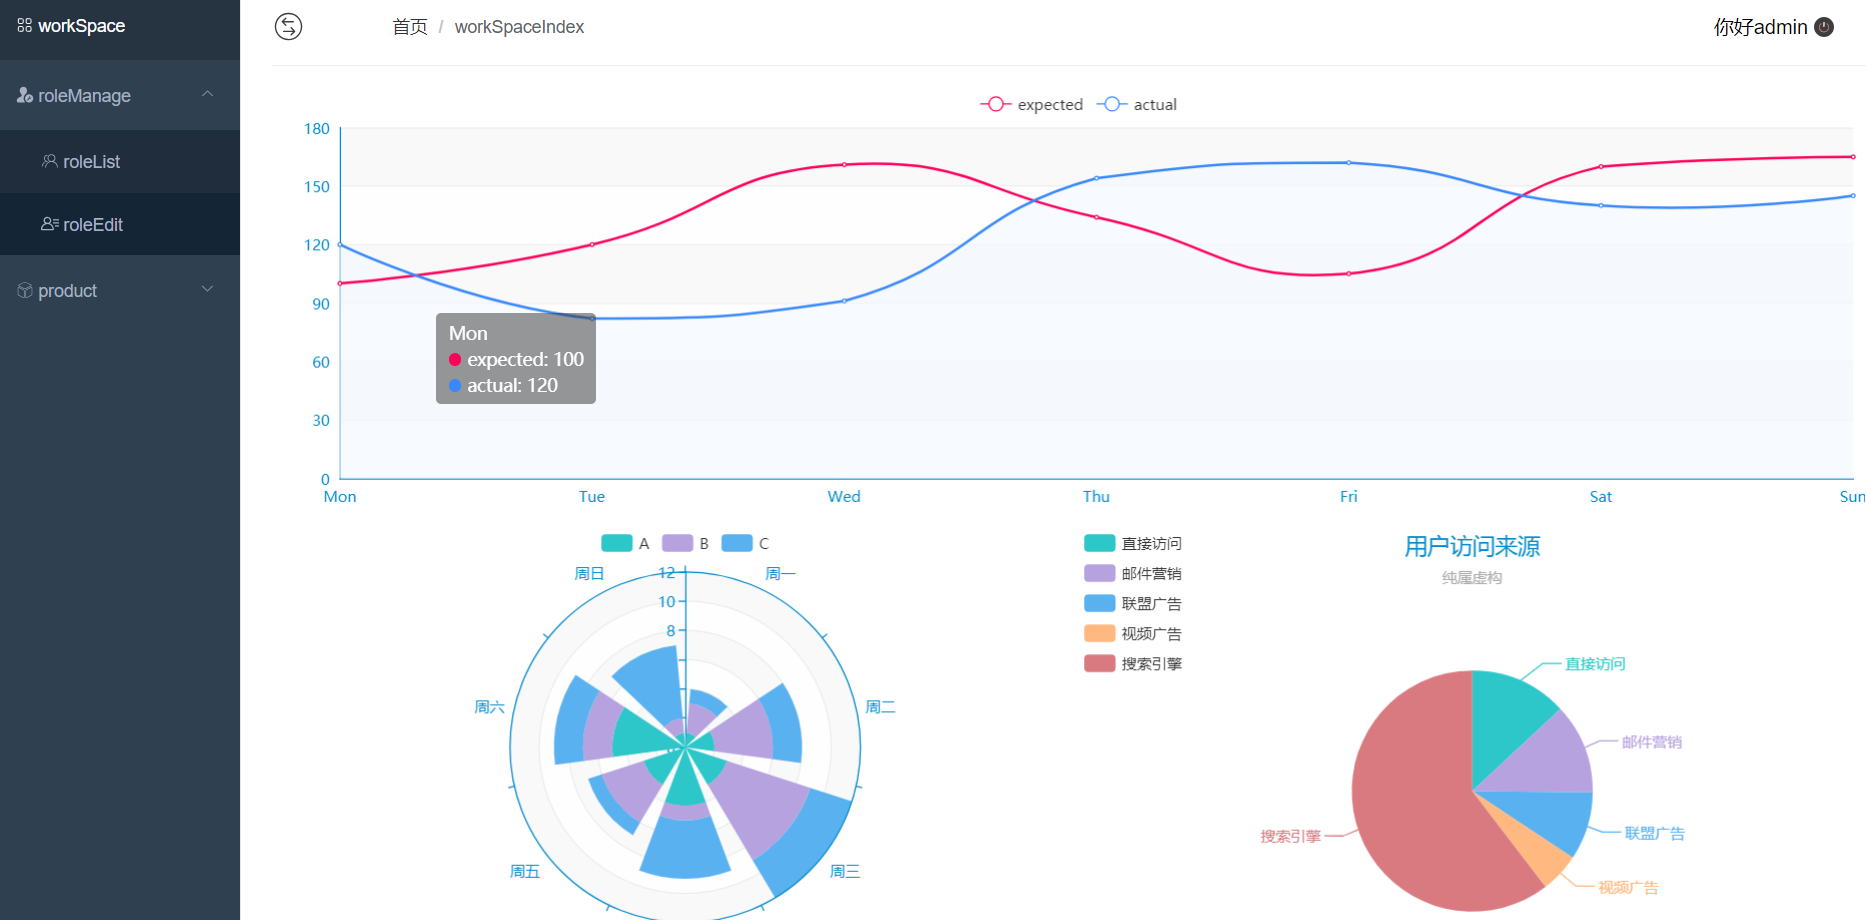 workSpace
首页 / workSpaceIndex
你好admin
roleManage
roleList
roleEdit
product
expected actual
180
150
120
90
60
30
0
Mon
expected: 100
actual: 120
Mon Tue Wed Thu Fri Sat Sun
A B C
周日
周一
12
10
8
周六
周二
周五
周三
直接访问
邮件营销
联盟广告
视频广告
搜索引擎
用户访问来源
纯属虚构
直接访问
邮件营销
搜索引擎
联盟广告
视频广告